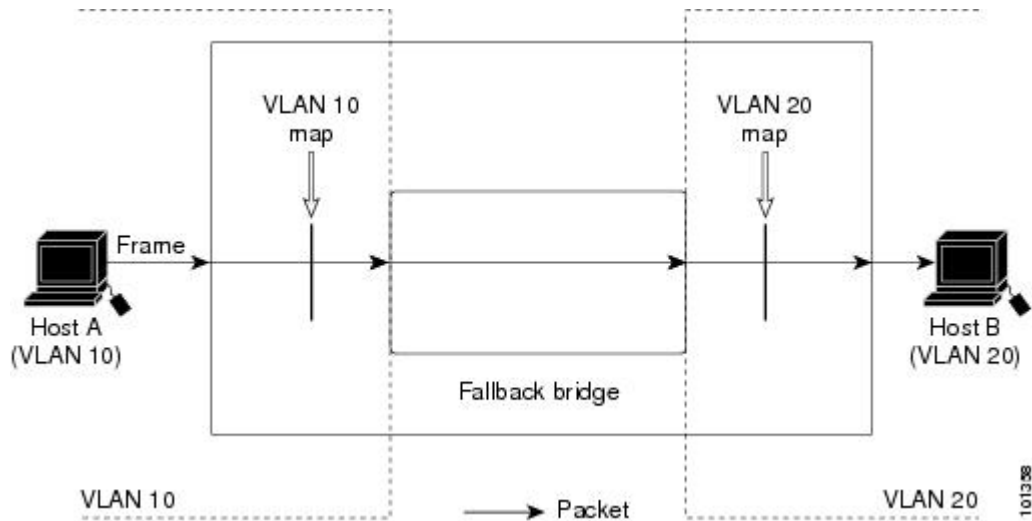 VLAN 10
map
VLAN 20
map
Frame
Host A
(VLAN 10)
Host B
(VLAN 20)
Fallback bridge
VLAN 10
Packet
VLAN 20
101358